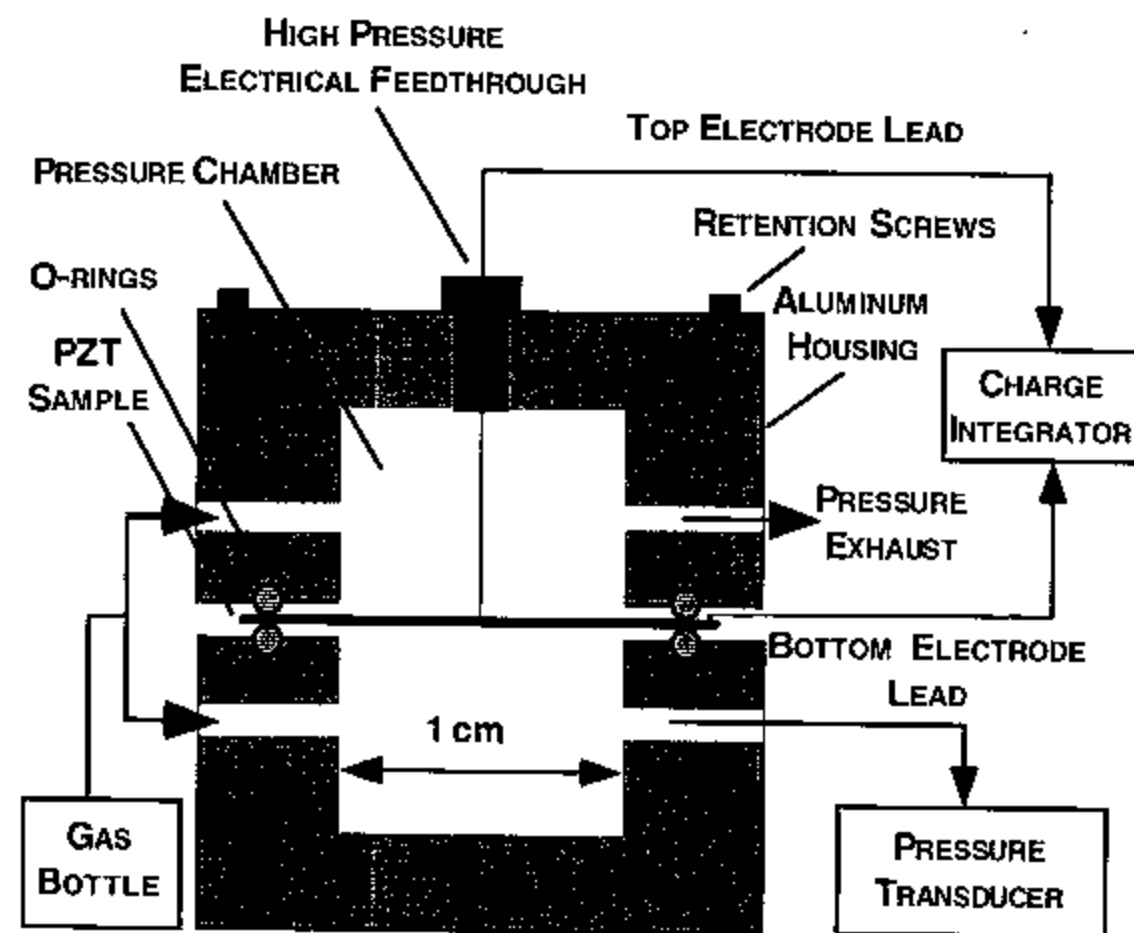 HIGH PRESSURE
ELECTRICAL FEEDTHROUGH
TOP ELECTRODE LEAD
PRESSURE CHAMBER
RETENTION SCREWS
O-RINGS
ALUMINUM
HOUSING
PZT
SAMPLE
CHARGE
INTEGRATOR
PRESSURE
EXHAUST
BOTTOM ELECTRODE
LEAD
1 cm
GAS
BOTTLE
PRESSURE
TRANSDUCER